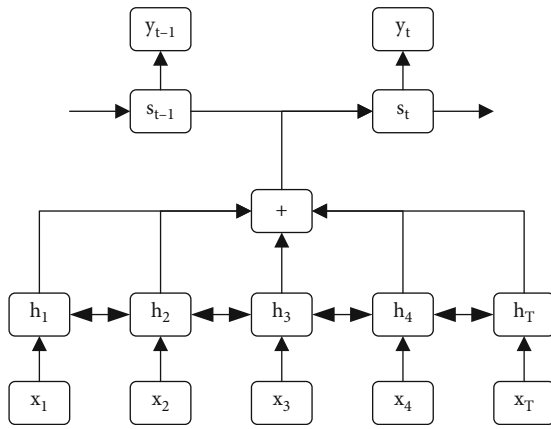 y_{t–1} y_t
s_{t–1} s_t
+
h_1 h_2 h_3 h_4 h_T
x_1 x_2 x_3 x_4 x_T